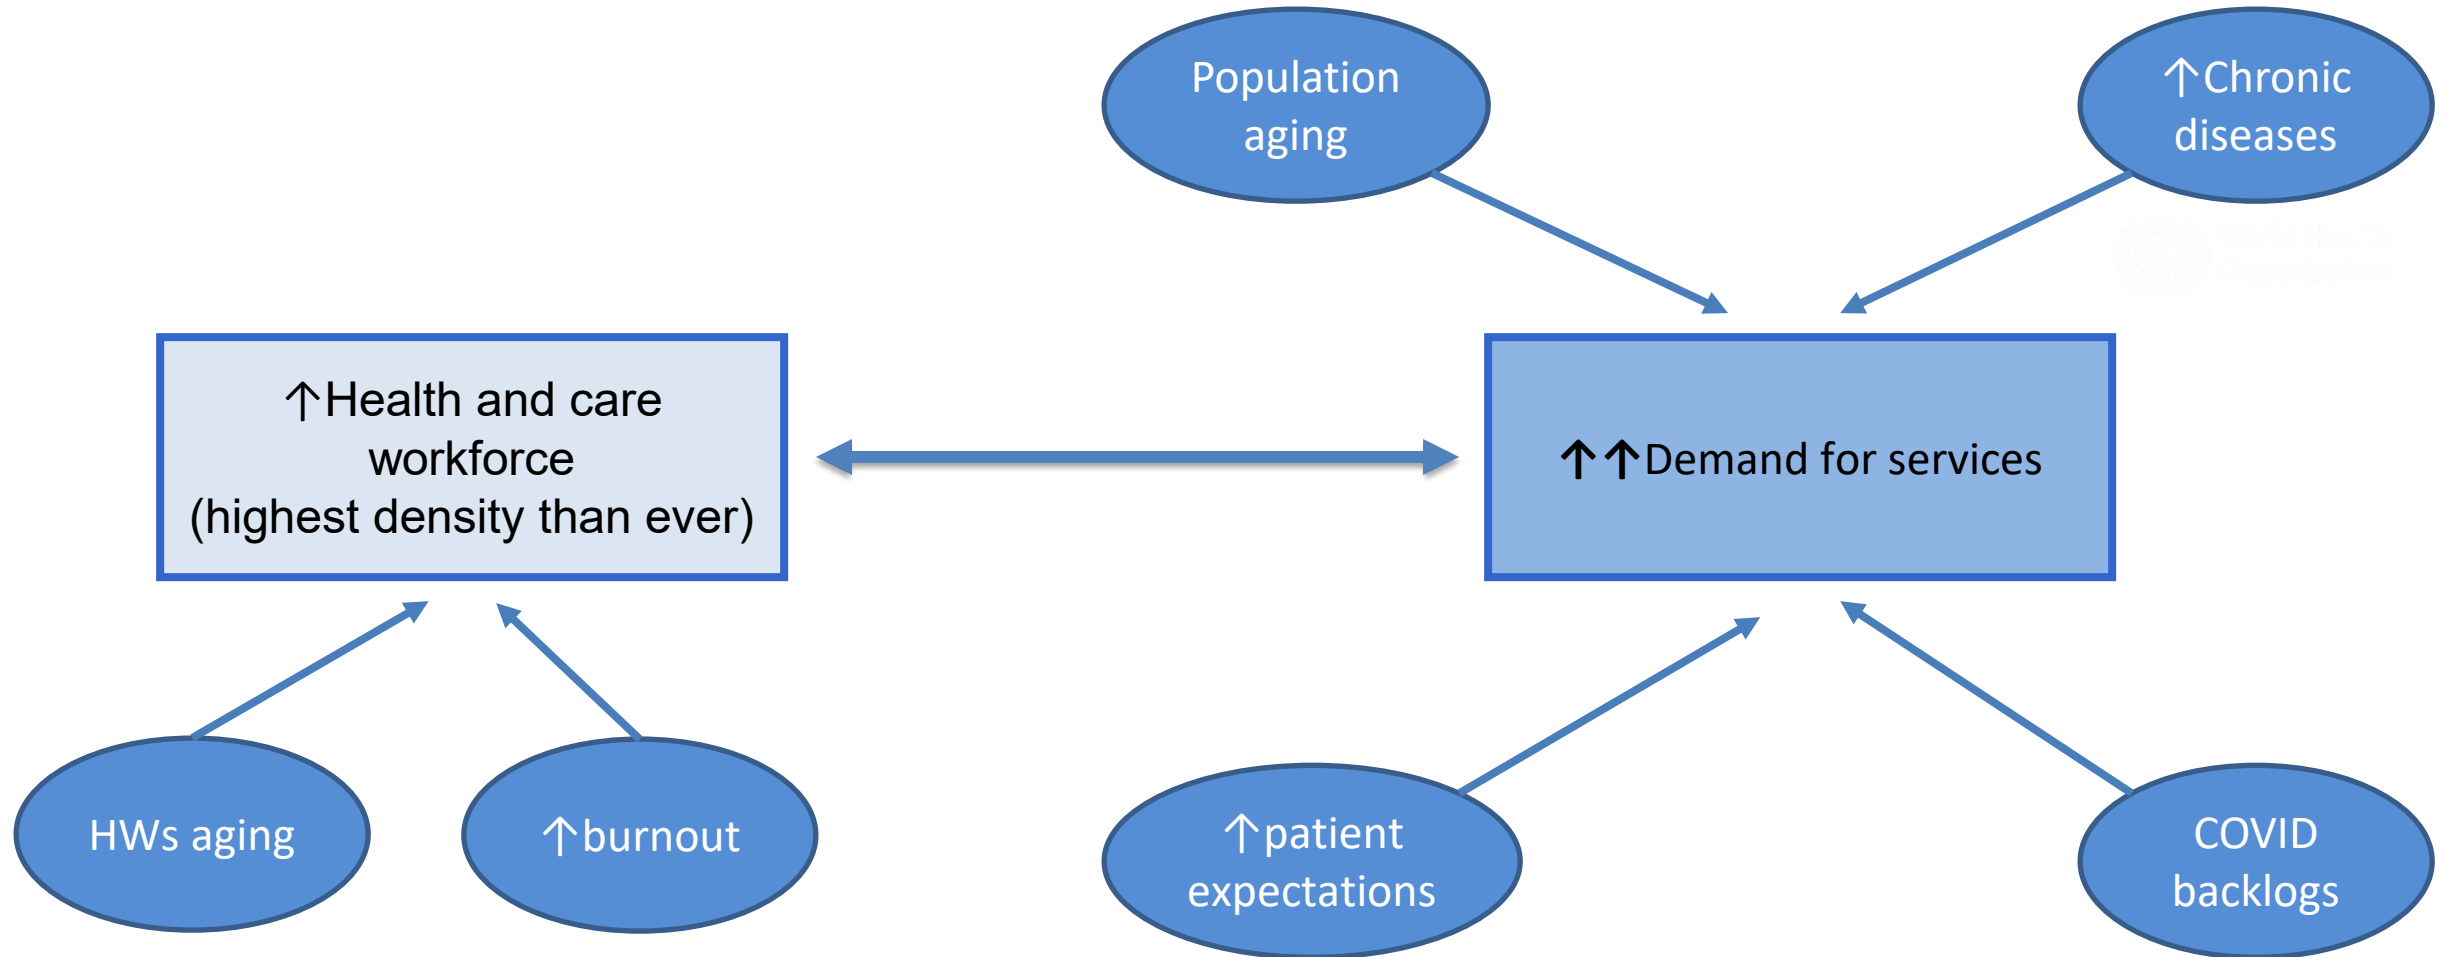 Population
aging
↑Chronic
diseases
↑Health and care
workforce
(highest density than ever)
↑↑Demand for services
HWs aging
↑burnout
↑patient
expectations
COVID
backlogs